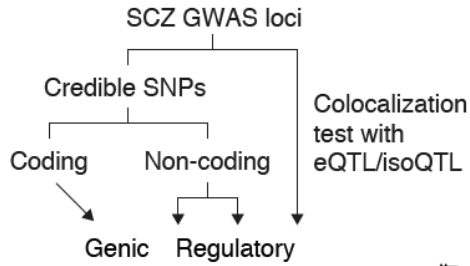 SCZ GWAS loci
Credible SNPs
Colocalization
test with
eQTL/isoQTL
Coding
Non-coding
Genic
Regulatory